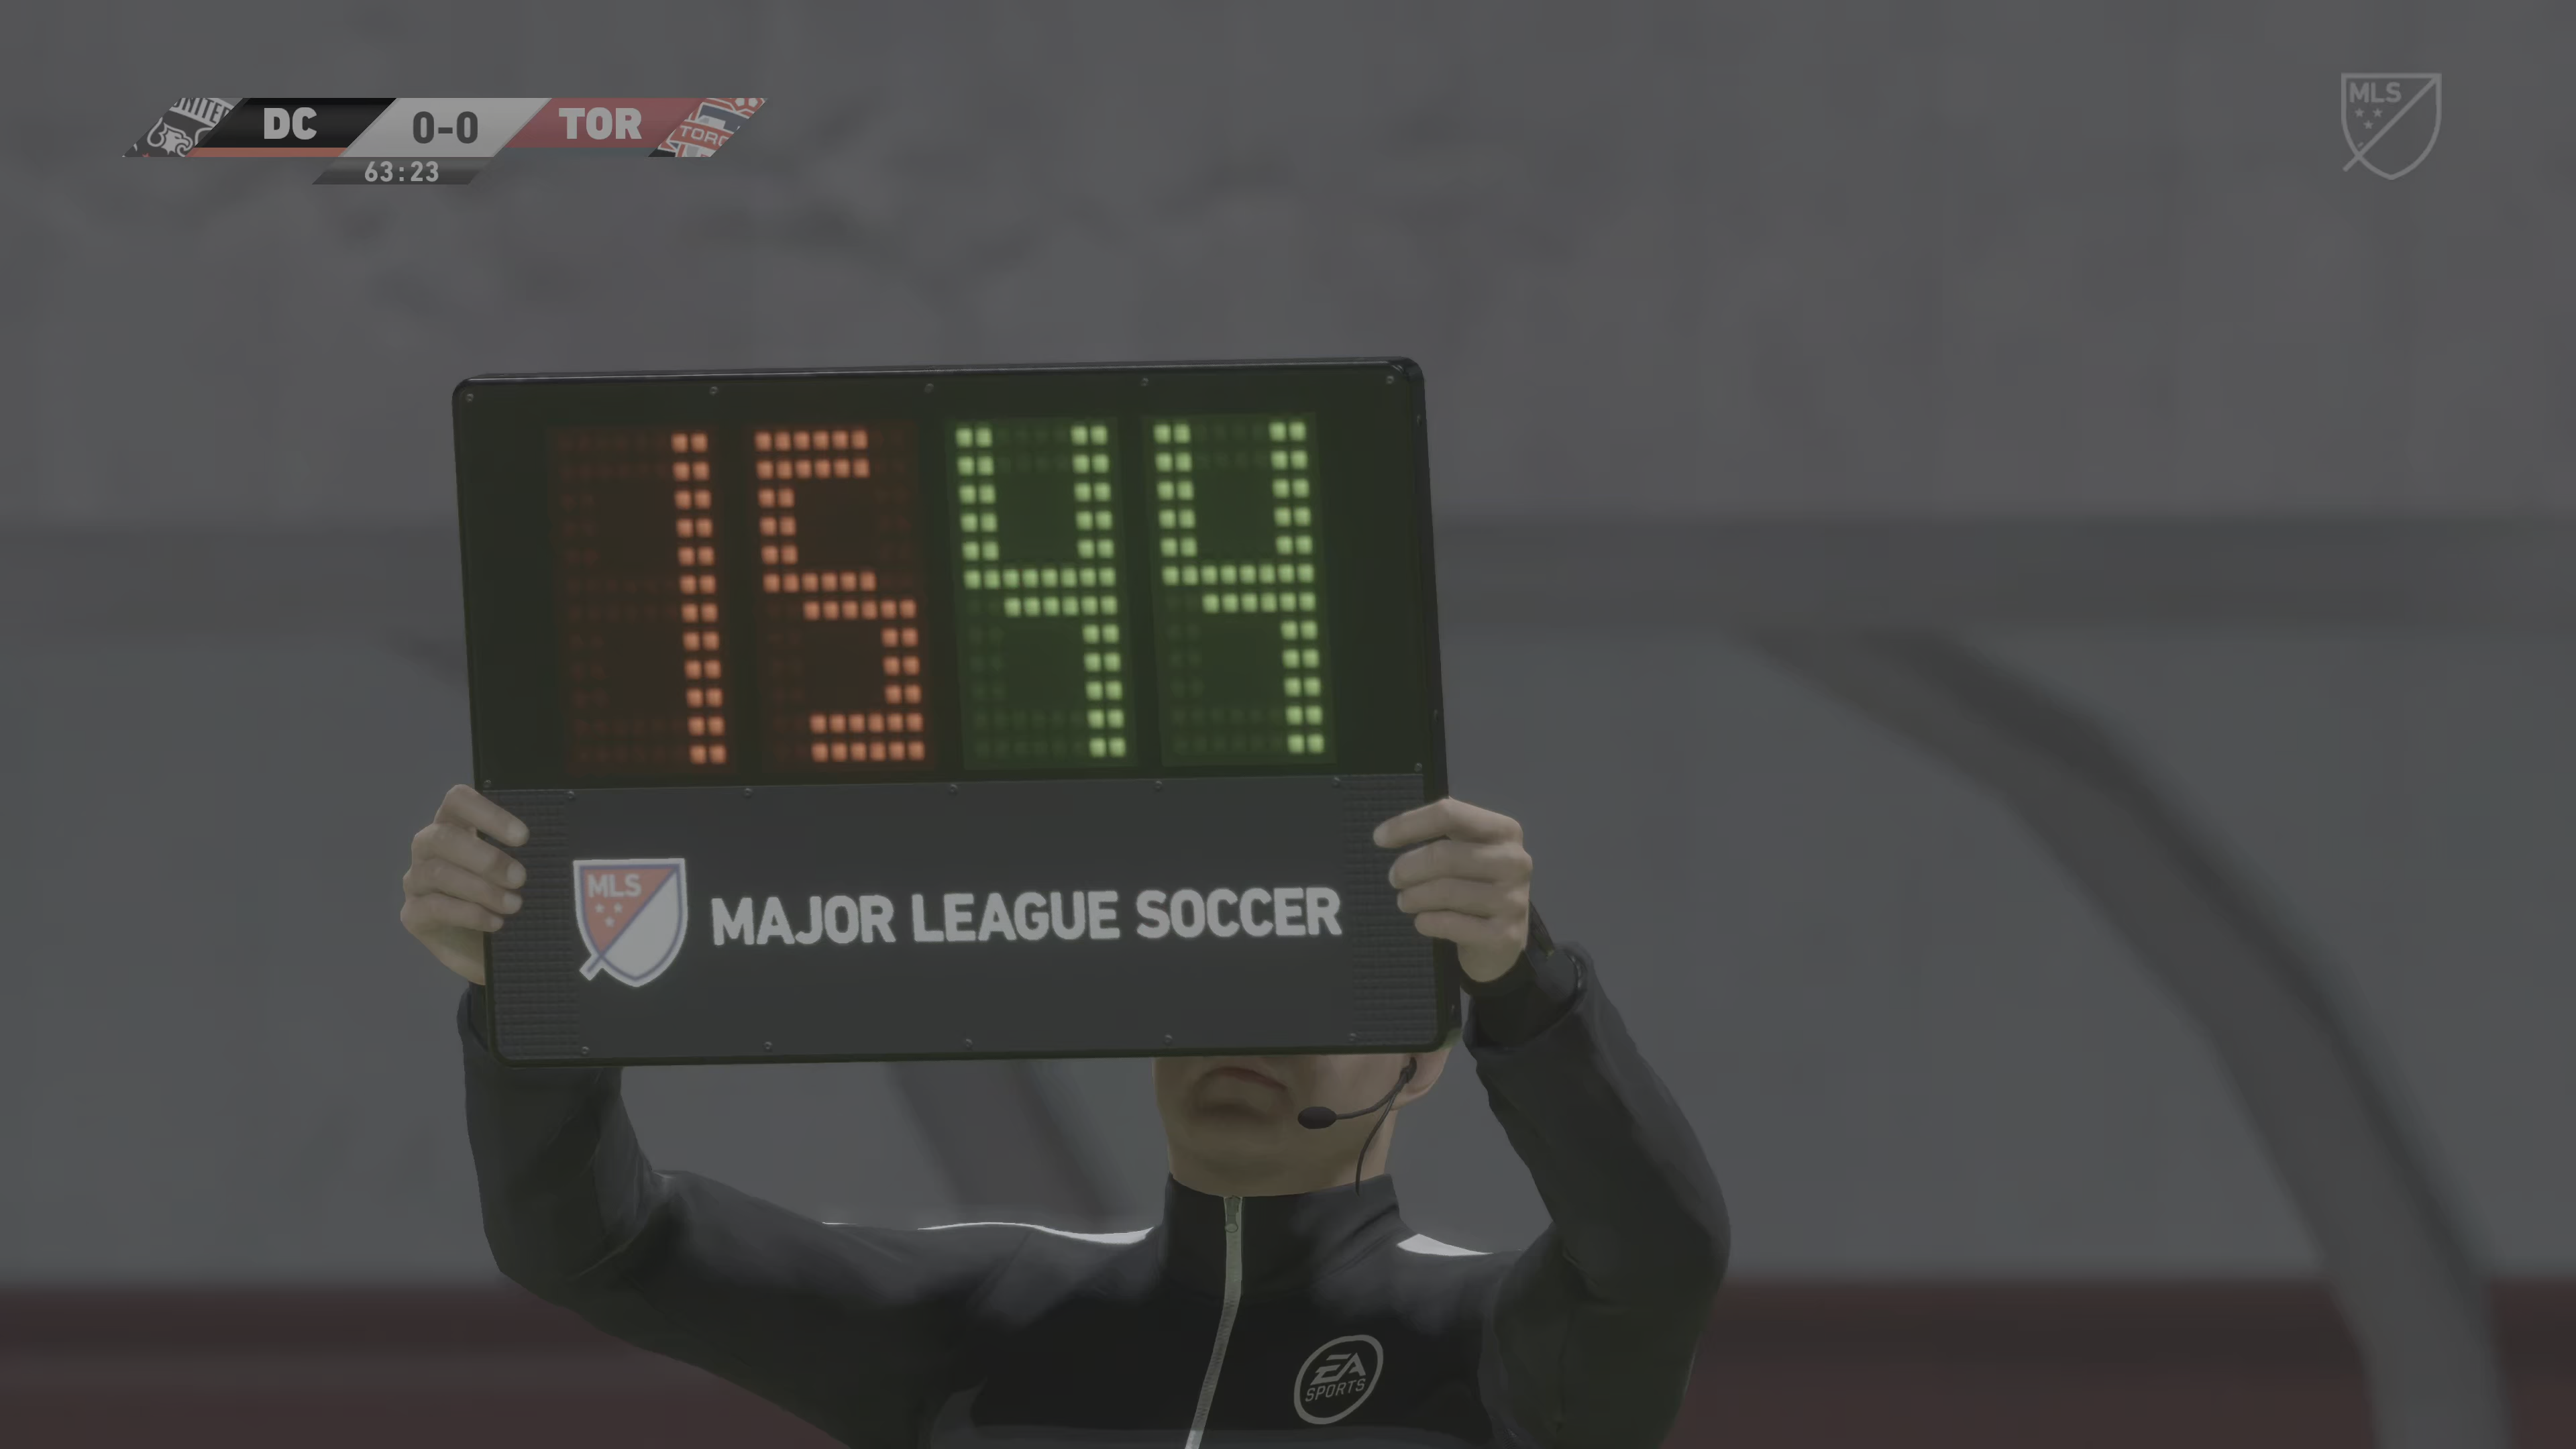 DC 0-0 TOR
63:23
MLS
15 44
MLS MAJOR LEAGUE SOCCER
EA
SPORTS